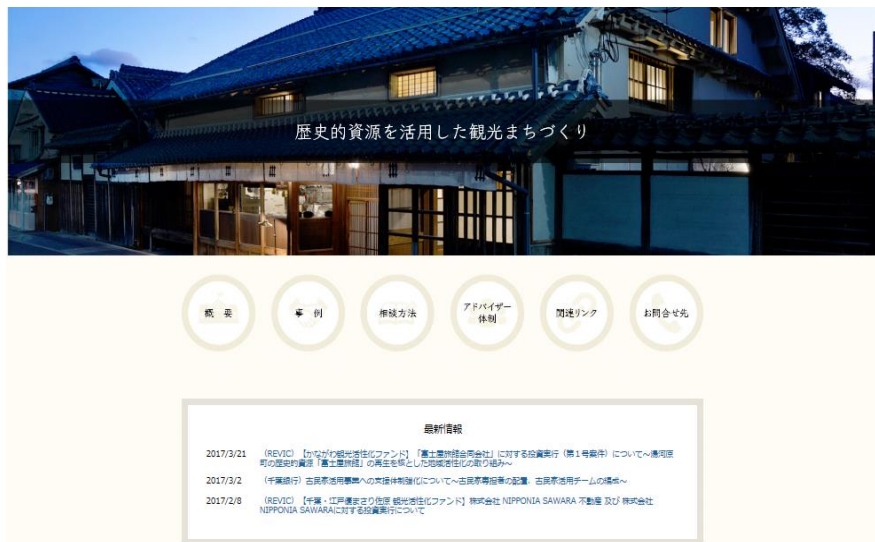 歴史的資源を活用した観光まちづくり
概 要
事 例
相談方法
アドバイザー
体制
関連リンク
お問合せ先
最新情報
2017/3/21 (REVIC)【かながわ観光活性化ファンド】「富士屋旅館合同会社」に対する投資実行（第１号案件）について～湯河原
町の歴史的資源「富士屋旅館」の再生を核とした地域活性化の取り組み～
2017/3/2 (千葉銀行) 古民家活用事業への支援体制強化について～古民家専担者の配置、古民家活用チームの編成～
2017/2/8 (REVIC)【千葉・江戸優まさり佐原 観光活性化ファンド】株式会社 NIPPONIA SAWARA 不動産 及び 株式会社
NIPPONIA SAWARAに対する投資実行について